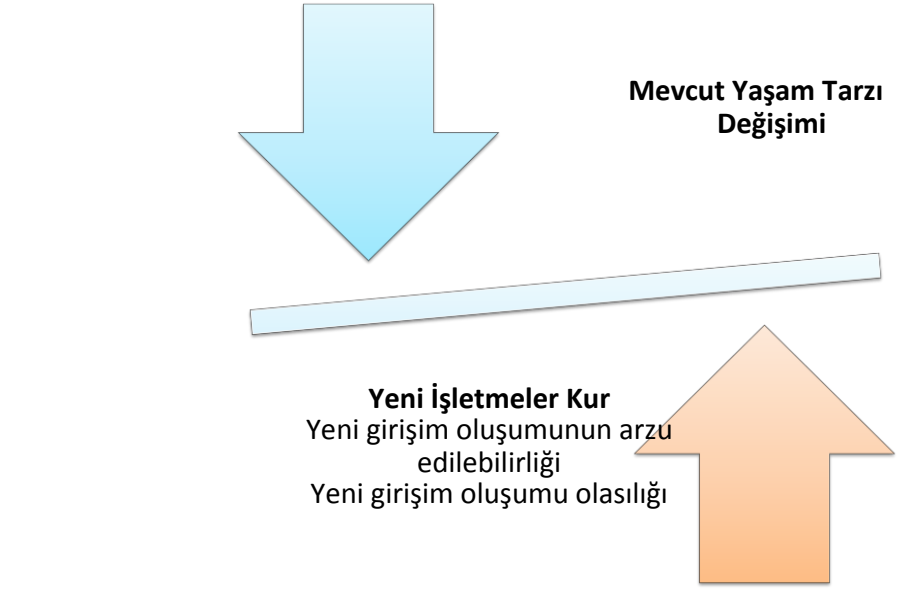 Mevcut Yaşam Tarzı
Değişimi
Yeni İşletmeler Kur
Yeni girişim oluşumunun arzu
edilebilirliği
Yeni girişim oluşumu olasılığı